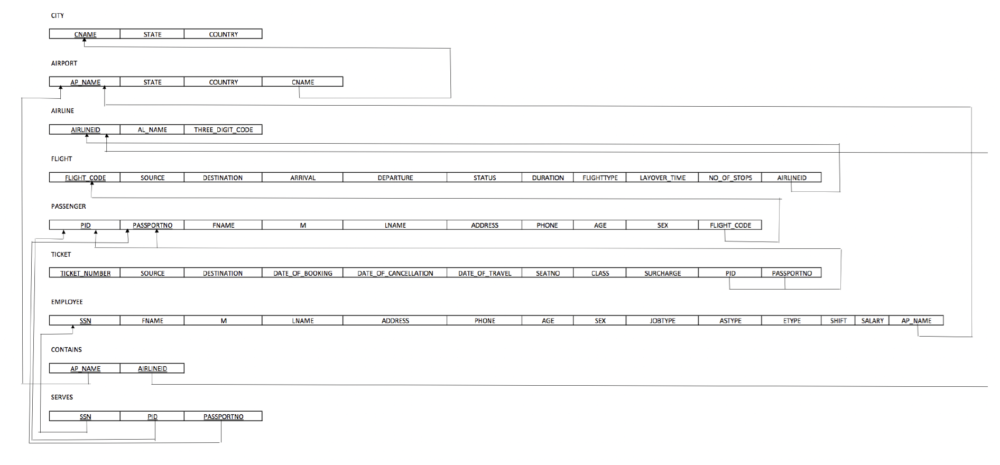 CITY
CNAME STATE COUNTRY
AIRPORT
AP_NAME STATE COUNTRY CNAME
AIRLINE
AIRLINEID AL_NAME THREE_DIGIT_CODE
FLIGHT
FLIGHT_CODE SOURCE DESTINATION ARRIVAL DEPARTURE STATUS DURATION FLIGHTTYPE LAYOVER_TIME NO_OF_STOPS AIRLINEID
PASSENGER
PID PASSPORTNO FNAME M LNAME ADDRESS PHONE AGE SEX FLIGHT_CODE
TICKET
TICKET_NUMBER SOURCE DESTINATION DATE_OF_BOOKING DATE_OF_CANCELLATION DATE_OF_TRAVEL SEATNO CLASS SURCHARGE PID PASSPORTNO
EMPLOYEE
SSN FNAME M LNAME ADDRESS PHONE AGE SEX JOBTYPE ASTYPE ETYPE SHIFT SALARY AP_NAME
CONTAINS
AP_NAME AIRLINEID
SERVES
SSN PID PASSPORTNO